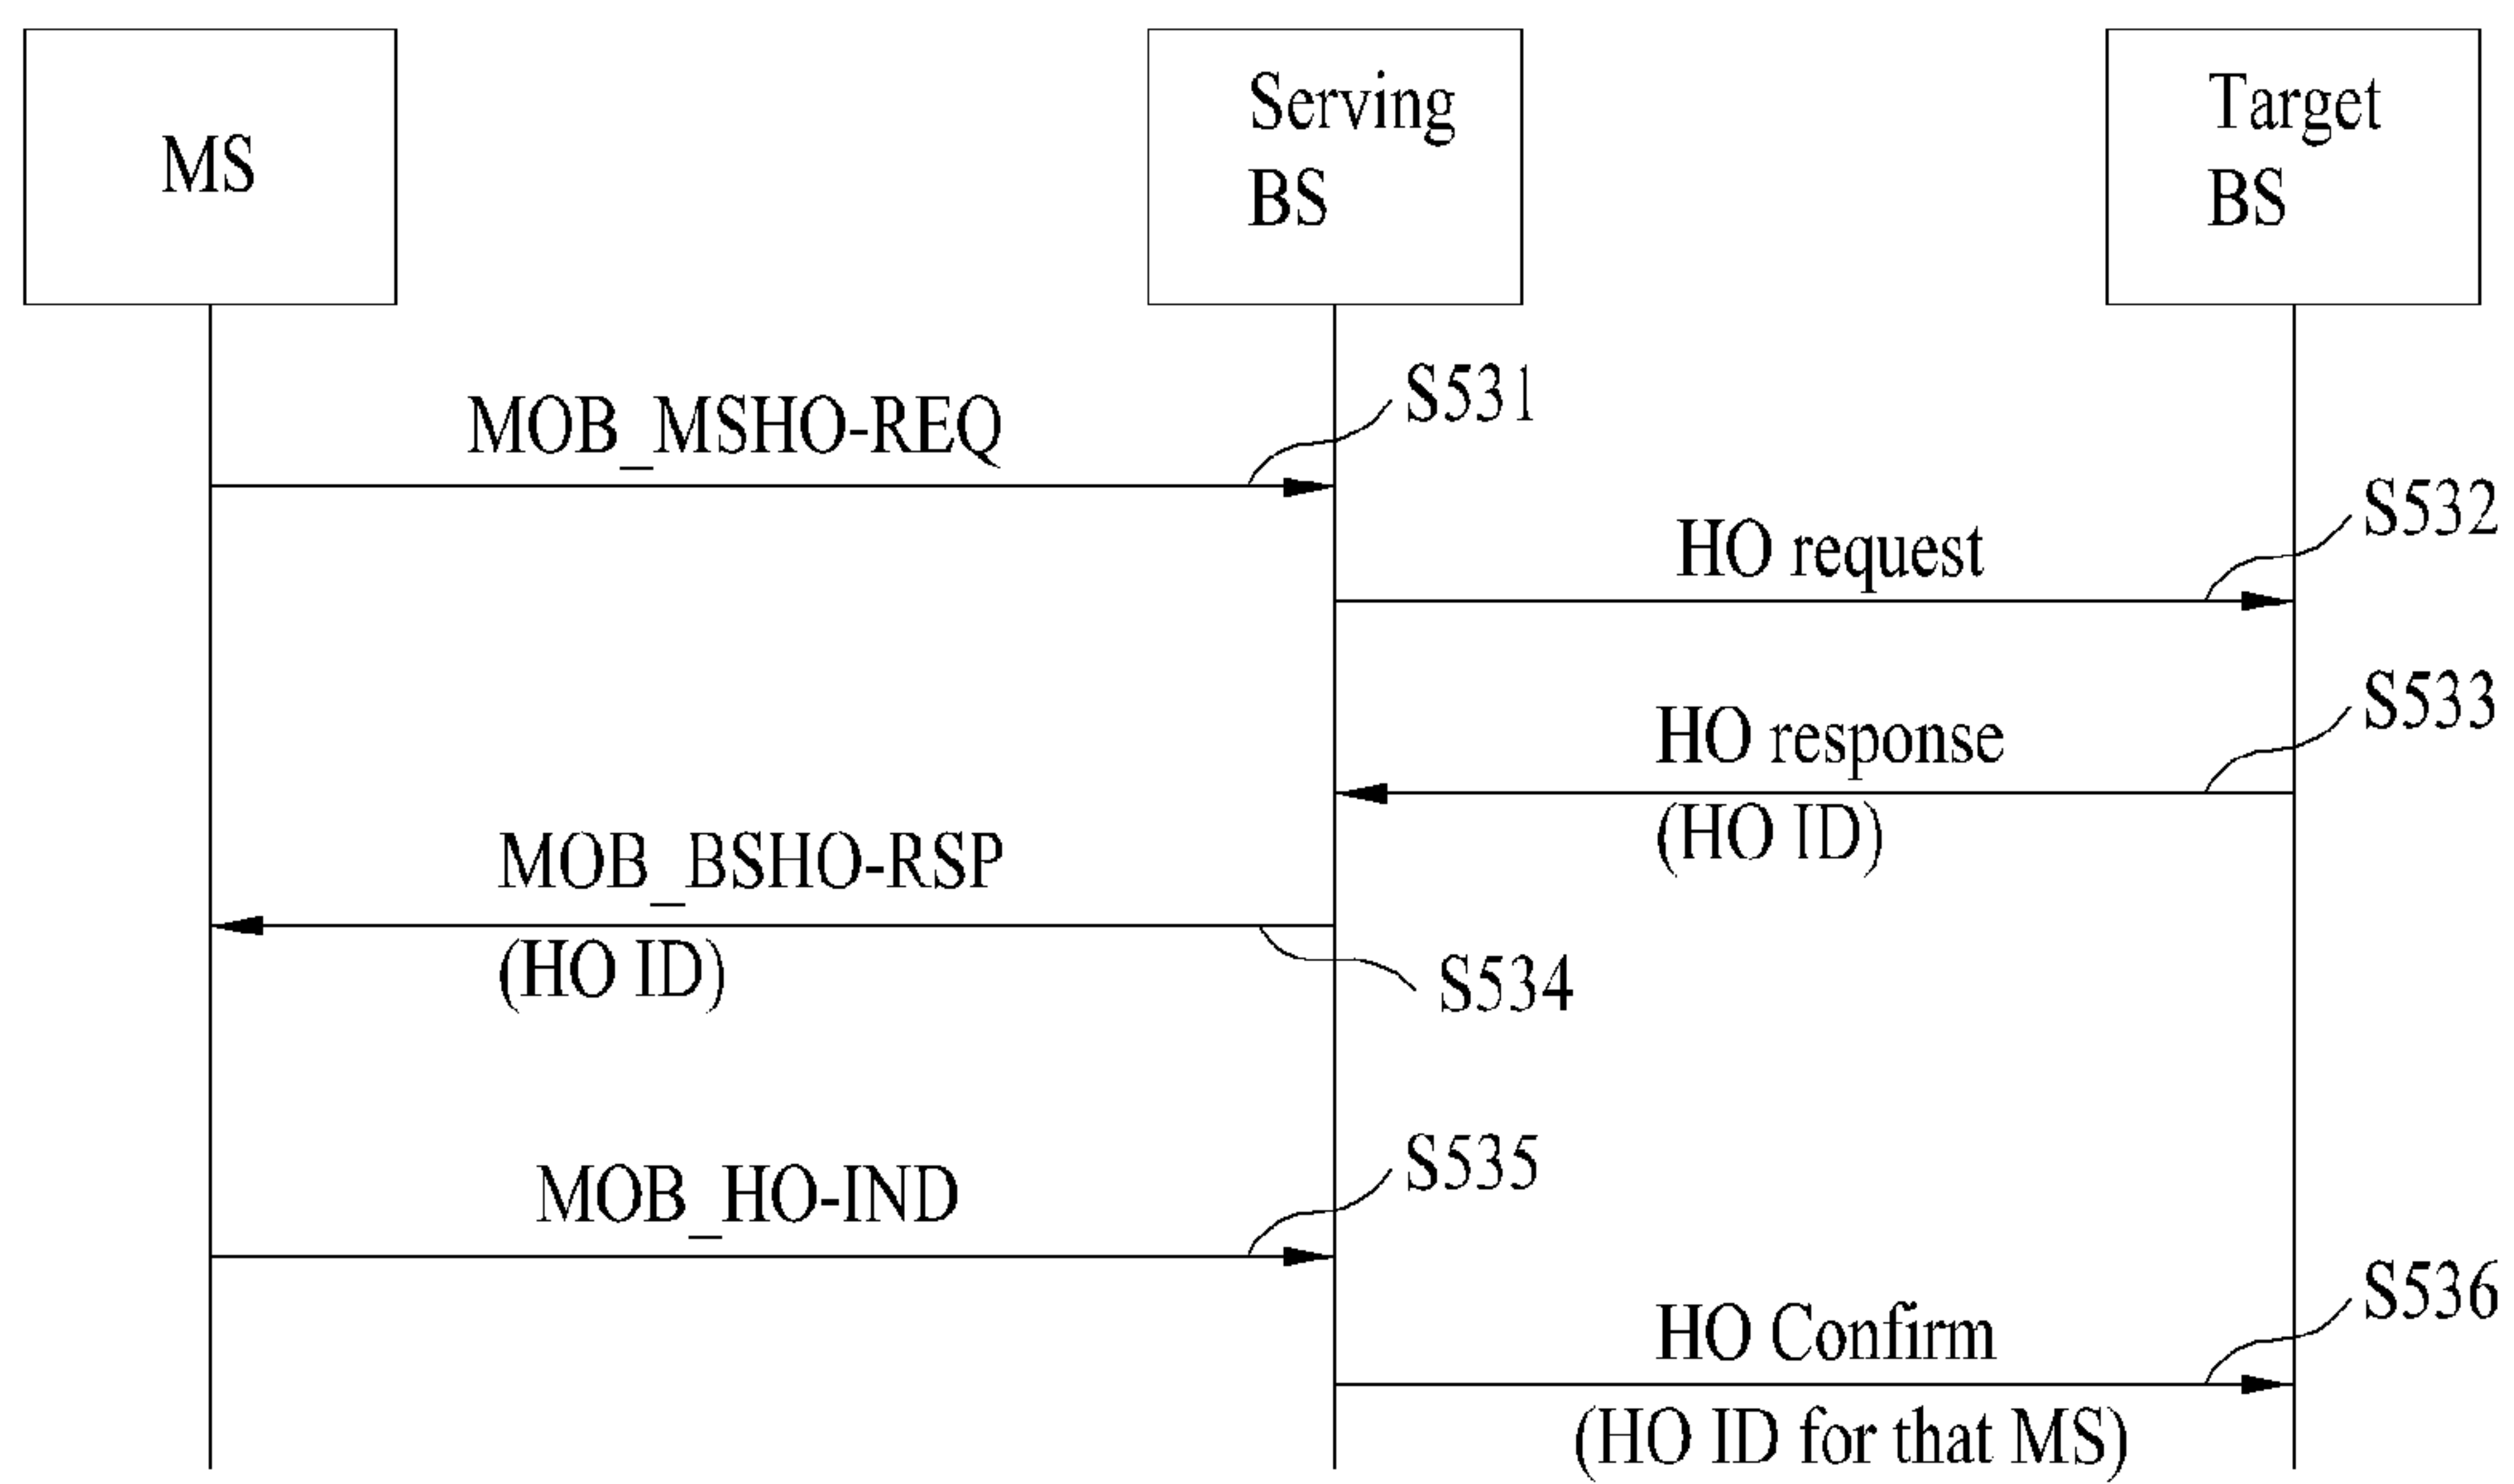 MS
Serving
BS
Target
BS
MOB_MSHO-REQ
S531
HO request
S532
HO response
(HO ID)
S533
MOB_BSHO-RSP
(HO ID)
S534
MOB_HO-IND
S535
HO Confirm
(HO ID for that MS)
S536